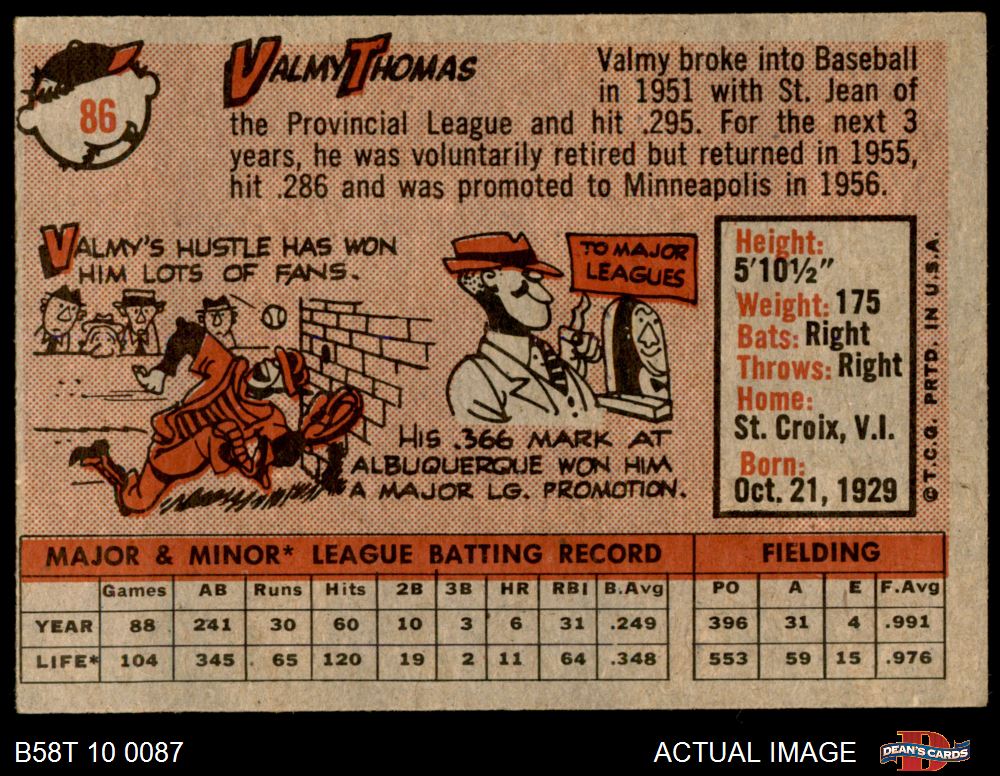 86
VALMY THOMAS
Valmy broke into Baseball
in 1951 with St. Jean of
the Provincial League and hit .295. For the next 3
years, he was voluntarily retired but returned in 1955,
hit .286 and was promoted to Minneapolis in 1956.
VALMY'S HUSTLE HAS WON
HIM LOTS OF FANS.
TO MAJOR
LEAGUES
HIS .366 MARK AT
ALBUQUERQUE WON HIM
A MAJOR LG. PROMOTION.
Height:
5'10½"
Weight: 175
Bats: Right
Throws: Right
Home:
St. Croix, V.I.
Born:
Oct. 21, 1929
© T.C.G. PRTD. IN U.S.A.
MAJOR & MINOR* LEAGUE BATTING RECORD FIELDING
Games AB Runs Hits 2B 3B HR RBI B.Avg PO A E F.Avg
YEAR 88 241 30 60 10 3 6 31 .249 396 31 4 .991
LIFE* 104 345 65 120 19 2 11 64 .348 553 59 15 .976
B58T 10 0087
ACTUAL IMAGE
D
DEAN'S CARDS